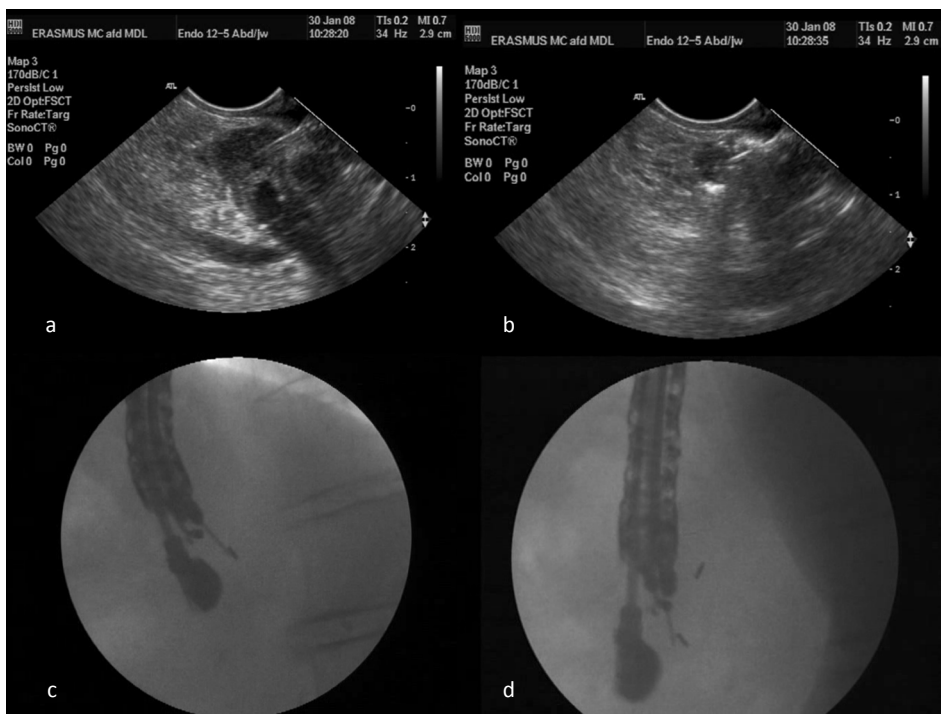 ERASMUS MC afd MDL
Endo 12-5 Abd/Jw
30 Jan 08
10:28:20
TIs 0.2 MI 0.7
34 Hz 2.9 cm
Map 3
170dB/C 1
Persist Low
2D Opt:FSCT
Fr Rate:Targ
SonoCT®
BW 0 Pg 0
Col 0 Pg 0
ATL
0
1
2
a
ERASMUS MC afd MDL
Endo 12-5 Abd/Jw
30 Jan 08
10:28:35
TIs 0.2 MI 0.7
34 Hz 2.9 cm
Map 3
170dB/C 1
Persist Low
2D Opt:FSCT
Fr Rate:Targ
SonoCT®
BW 0 Pg 0
Col 0 Pg 0
ATL
0
1
2
b
c
d